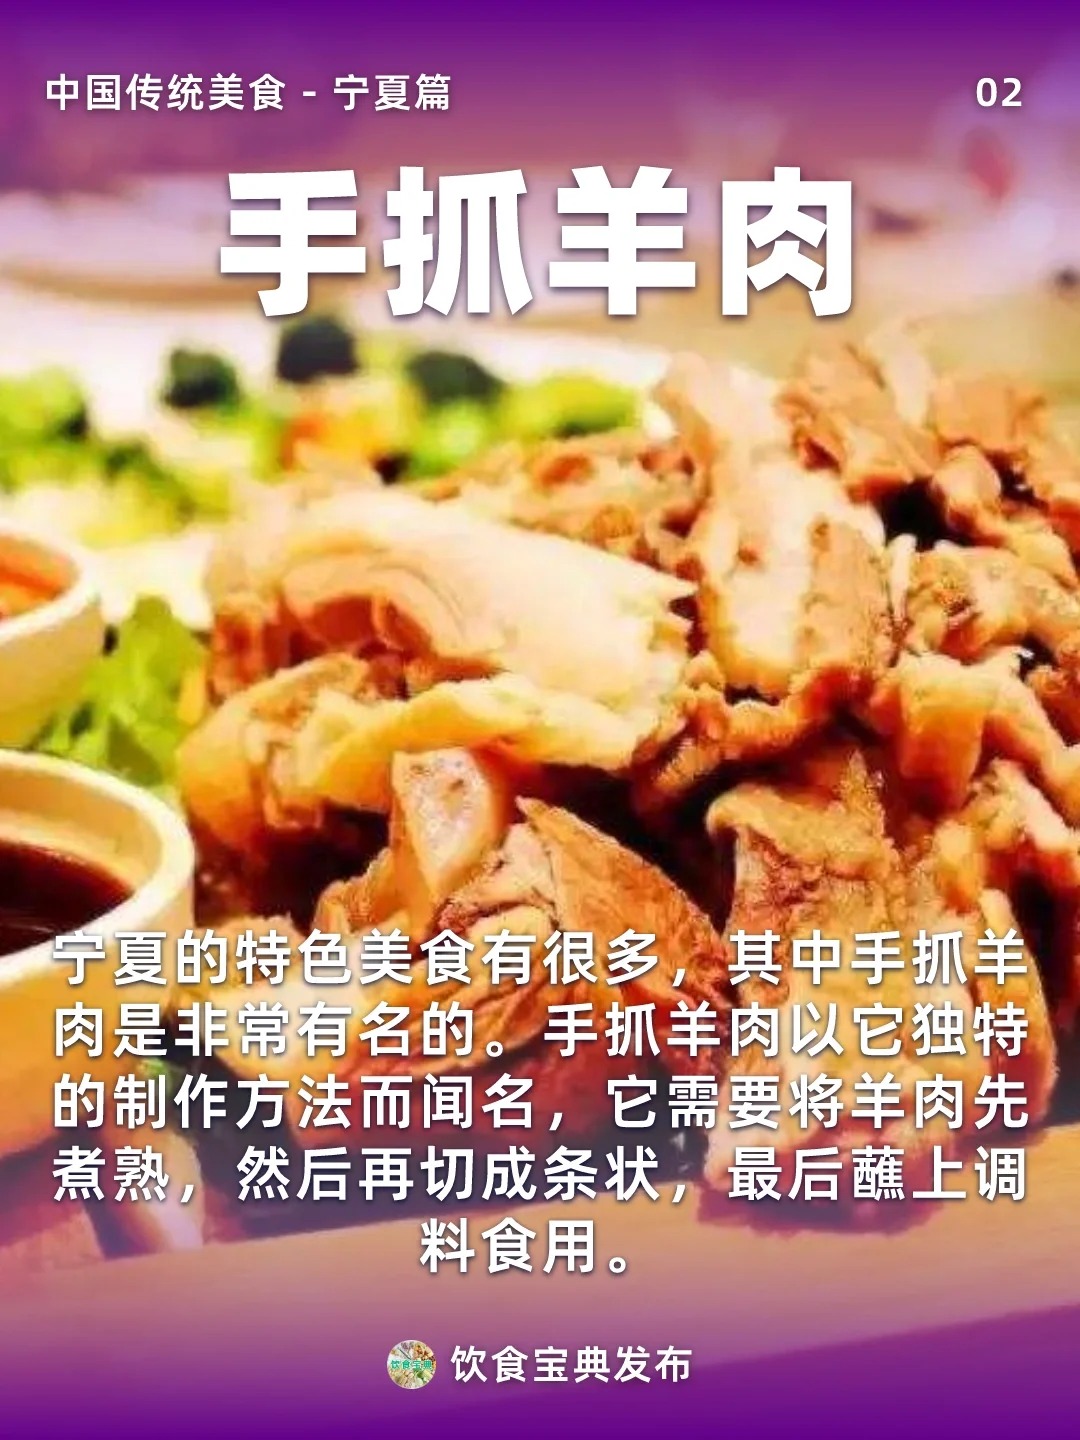 中国传统美食 - 宁夏篇
02
手抓羊肉
宁夏的特色美食有很多，其中手抓羊
肉是非常有名的。手抓羊肉以它独特
的制作方法而闻名，它需要将羊肉先
煮熟，然后再切成条状，最后蘸上调
料食用。
饮食宝典
饮食宝典发布